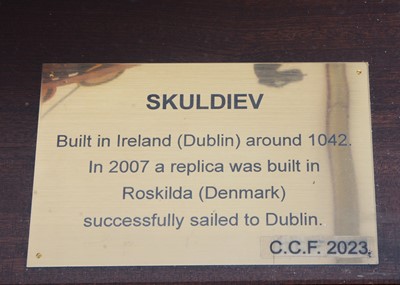 SKULDIEV
Built in Ireland (Dublin) around 1042.
In 2007 a replica was built in
Roskilda (Denmark)
successfully sailed to Dublin.
C.C.F. 2023